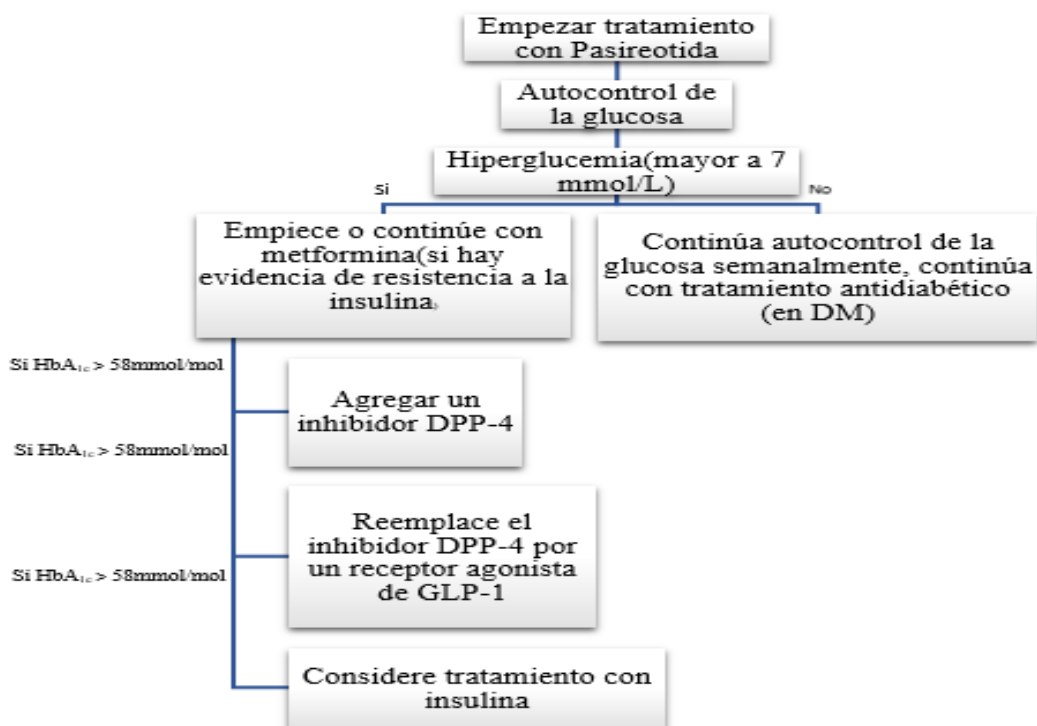 Empezar tratamiento
con Pasireotida
Autocontrol de
la glucosa
Hiperglucemia(mayor a 7
mmol/L)
Si
No
Empiece o continúe con
metformina(si hay
evidencia de resistencia a la
insulina)
Continúa autocontrol de la
glucosa semanalmente, continúa
con tratamiento antidiabético
(en DM)
Si HbA1c > 58mmol/mol
Agregar un
inhibidor DPP-4
Si HbA1c > 58mmol/mol
Reemplace el
inhibidor DPP-4 por
un receptor agonista
de GLP-1
Si HbA1c > 58mmol/mol
Considere tratamiento con
insulina